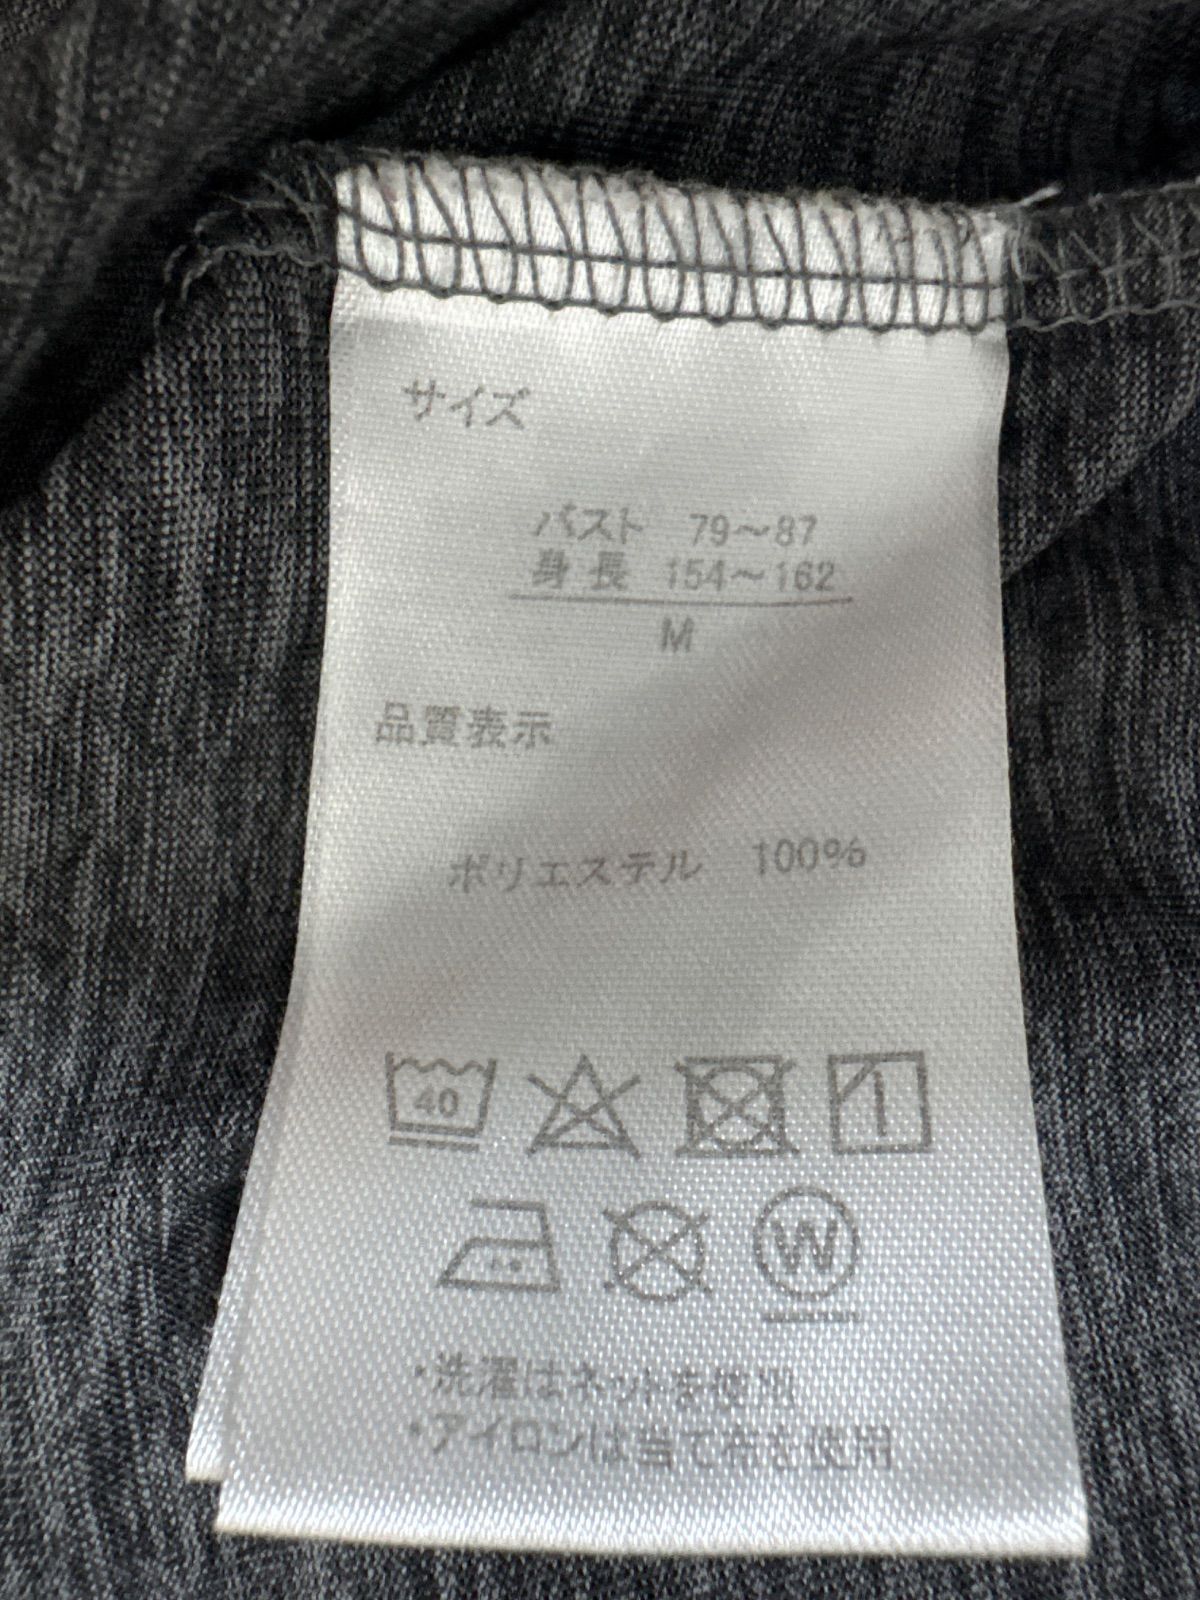 サイズ
バスト 79～87
身長 154～162
M
品質表示
ポリエステル 100%
40
W
・洗濯はネットを使用
・アイロンは当て布を使用